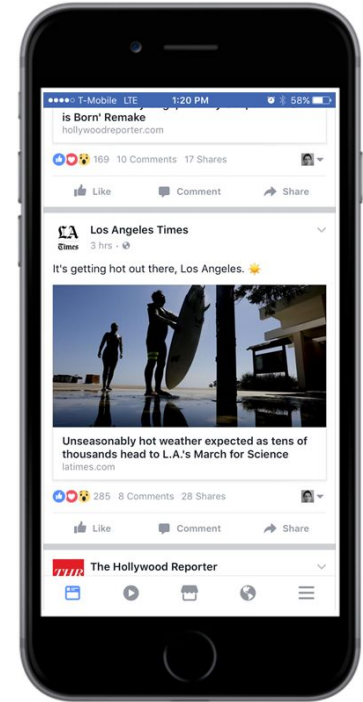 T-Mobile LTE 1:20 PM 58%
is Born' Remake
hollywoodreporter.com
169 10 Comments 17 Shares
Like Comment Share
LA Times
Los Angeles Times
3 hrs
It's getting hot out there, Los Angeles.
Unseasonably hot weather expected as tens of
thousands head to L.A.'s March for Science
latimes.com
285 8 Comments 28 Shares
Like Comment Share
THR
The Hollywood Reporter